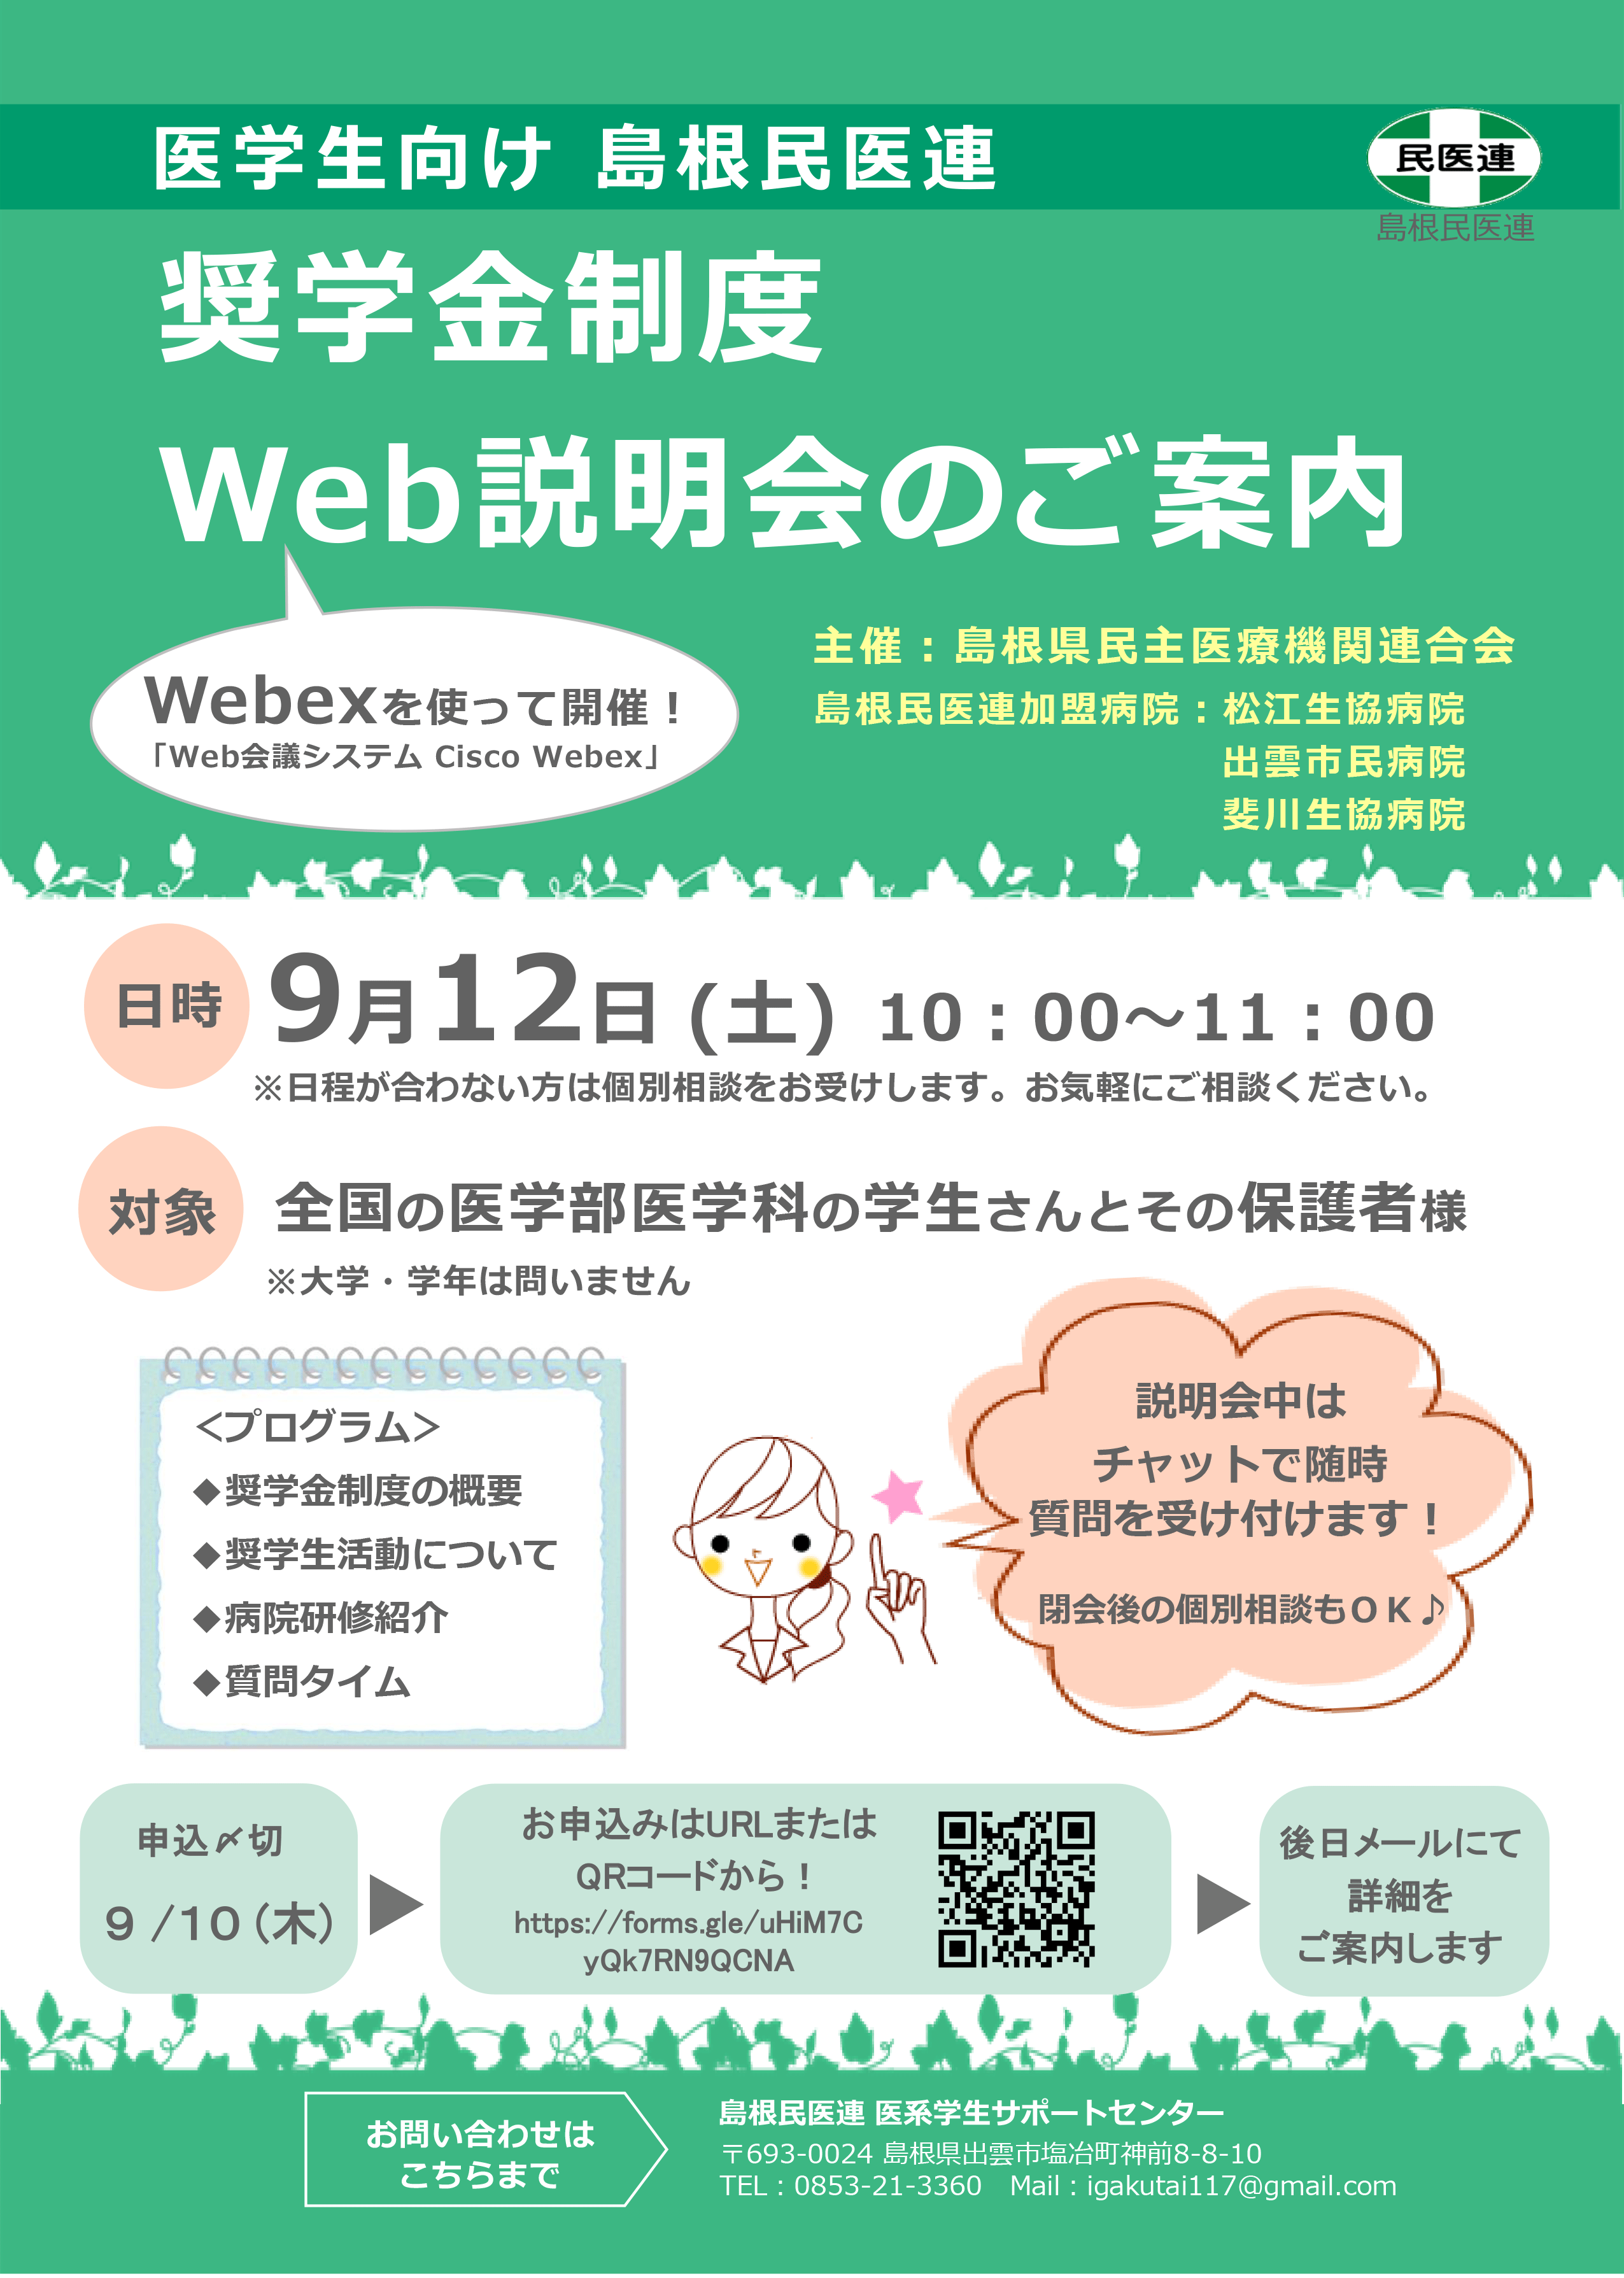 医学生向け 島根民医連
民医連
島根民医連
奨学金制度
Web説明会のご案内
Webexを使って開催！
「Web会議システム Cisco Webex」
主催：島根県民主医療機関連合会
島根民医連加盟病院：松江生協病院
出雲市民病院
斐川生協病院
日時
9月12日（土） 10：00～11：00
※日程が合わない方は個別相談をお受けします。お気軽にご相談ください。
対象
全国の医学部医学科の学生さんとその保護者様
※大学・学年は問いません
＜プログラム＞
◆奨学金制度の概要
◆奨学生活動について
◆病院研修紹介
◆質問タイム
説明会中は
チャットで随時
質問を受け付けます！
閉会後の個別相談もＯＫ♪
申込〆切
9 /10（木）
お申込みはURLまたは
QRコードから！
https://forms.gle/uHiM7C
yQk7RN9QCNA
後日メールにて
詳細を
ご案内します
お問い合わせは
こちらまで
島根民医連 医系学生サポートセンター
〒693-0024 島根県出雲市塩冶町神前8-8-10
TEL：0853-21-3360　Mail：igakutai117@gmail.com